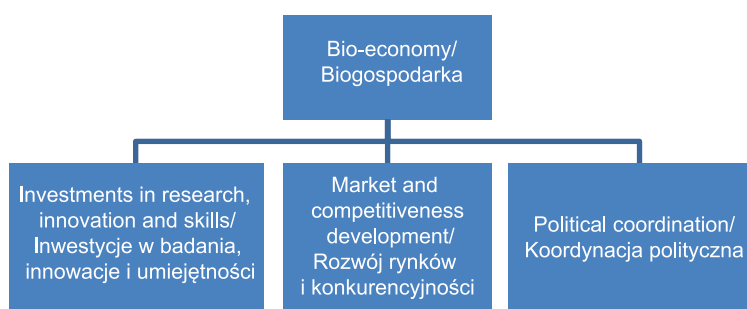 Bio-economy/
Biogospodarka
Investments in research,
innovation and skills/
Inwestycje w badania,
innowacje i umiejętności
Market and
competitiveness
development/
Rozwój rynków
i konkurencyjności
Political coordination/
Koordynacja polityczna